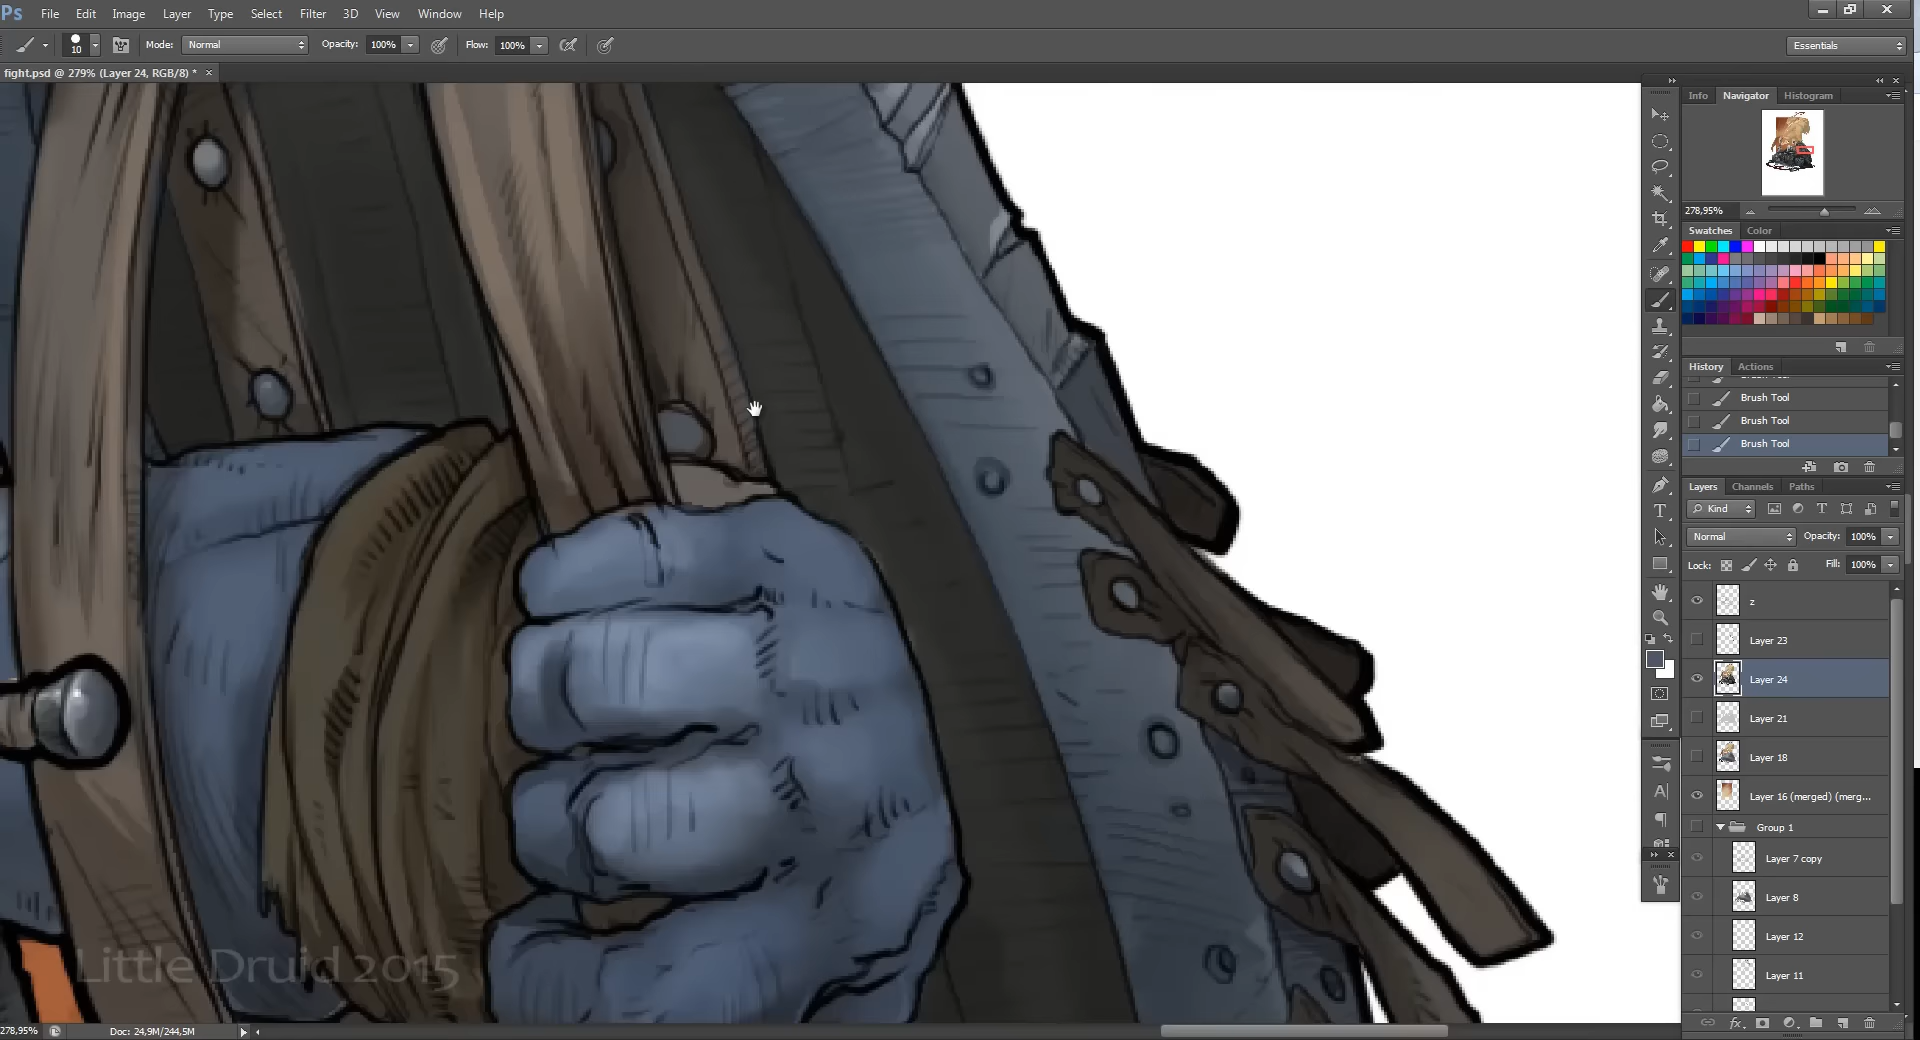 Ps File Edit Image Layer Type Select Filter 3D View Window Help
10 Mode: Normal Opacity: 100% Flow: 100% Essentials
fight.psd @ 279% (Layer 24, RGB/8) * ×
Info Navigator Histogram
278,95%
Swatches Color
History Actions
Brush Tool
Brush Tool
Brush Tool
Layers Channels Paths
Kind
Normal Opacity: 100%
Lock: Fill: 100%
z
Layer 23
Layer 24
Layer 21
Layer 18
Layer 16 (merged) (merg...
Group 1
Layer 7 copy
Layer 8
Layer 12
Layer 11
Little Druid 2015
278,95% Doc: 24,9M/244,5M